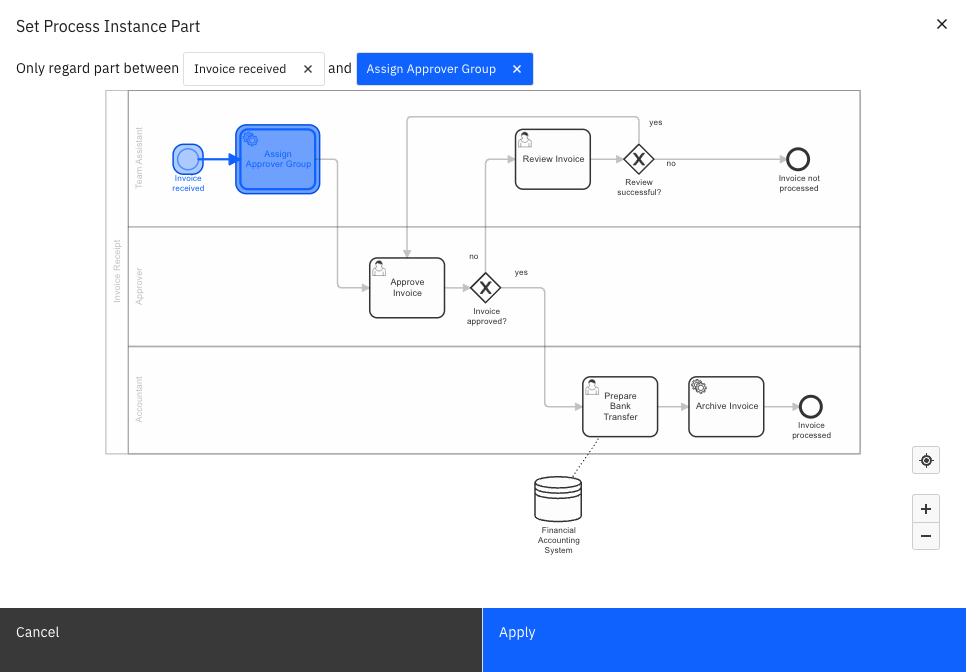 Set Process Instance Part
Only regard part between Invoice received and Assign Approver Group
Invoice Receipt
Team Assistant
Invoice
received
Assign
Approver Group
Review Invoice
yes
no
Review
successful?
Invoice not
processed
Approver
Approve
Invoice
no
yes
Invoice
approved?
Accountant
Prepare
Bank
Transfer
Archive Invoice
Invoice
processed
Financial
Accounting
System
Cancel
Apply